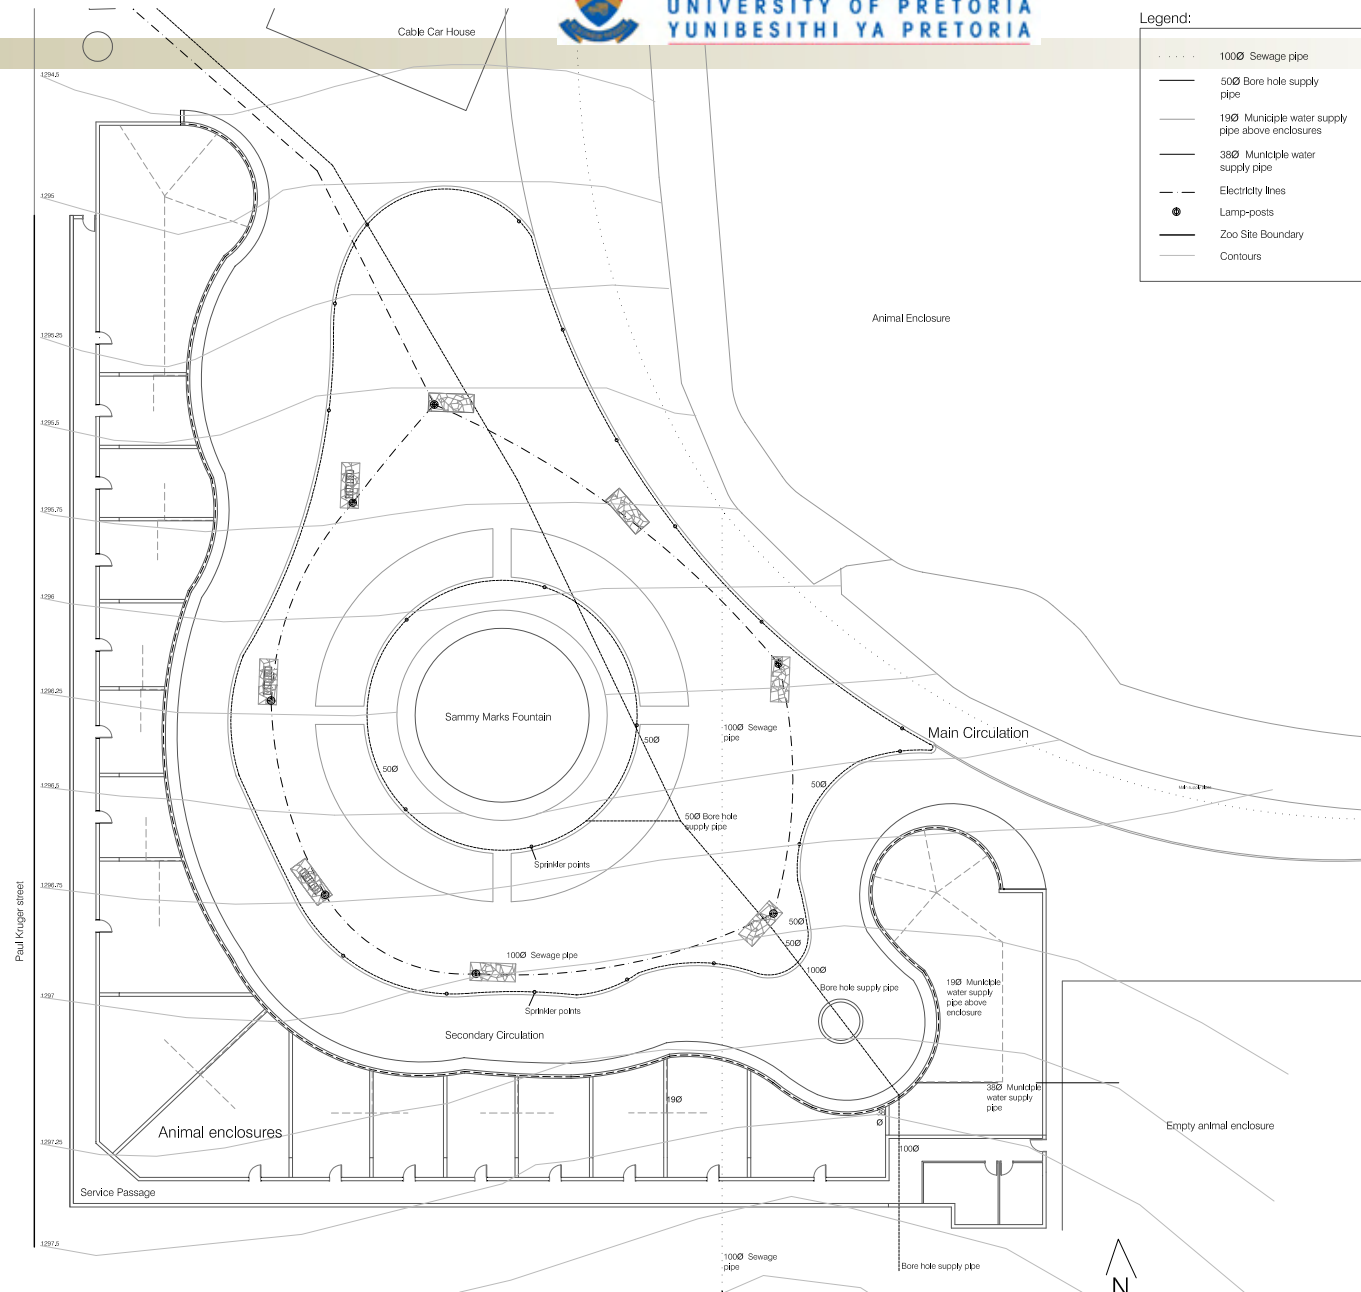 UNIVERSITY OF PRETORIA
YUNIBESITHI YA PRETORIA
Legend:
100Ø Sewage pipe
50Ø Bore hole supply
pipe
19Ø Municiple water supply
pipe above enclosures
38Ø Municiple water
supply pipe
Electricity lines
Lamp-posts
Zoo Site Boundary
Contours
Cable Car House
1294,5
1295
Animal Enclosure
1295,25
1295,5
1295,75
1296
1296,25
Sammy Marks Fountain
100Ø Sewage
pipe
Main Circulation
50Ø
50Ø
50Ø
1296,5
50Ø Bore hole
supply pipe
Sprinkler points
1296,75
Paul Kruger street
50Ø
50Ø
100Ø Sewage pipe
100Ø
Bore hole supply pipe
19Ø Municiple
water supply
pipe above
enclosure
1297
Sprinkler points
Secondary Circulation
38Ø Municiple
water supply
pipe
19Ø
38
Ø
Animal enclosures
Empty animal enclosure
1297,25
100Ø
Service Passage
1297,5
100Ø Sewage
pipe
Bore hole supply pipe
N